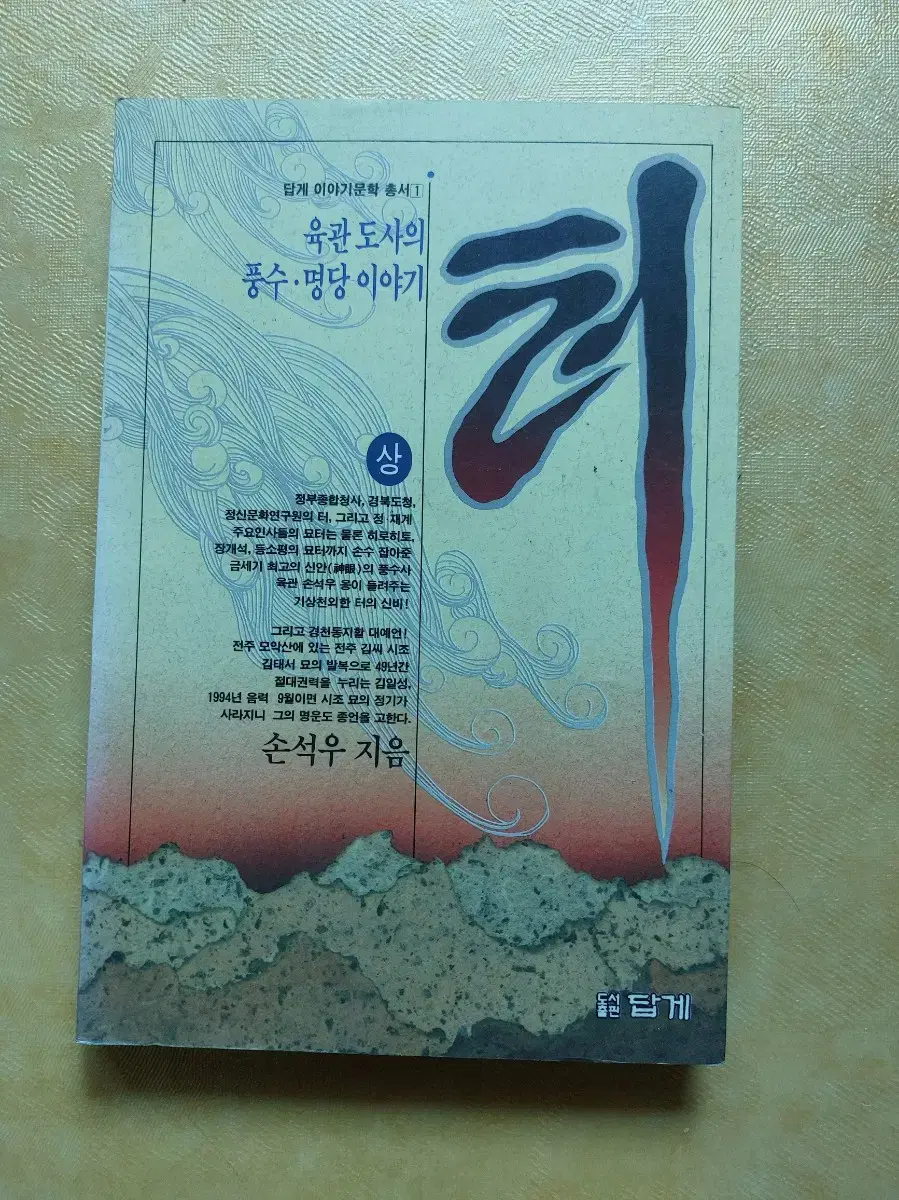 답게 이야기문학 총서 1
육관 도사의
풍수·명당 이야기
터
상
정부종합청사, 경북도청,
정신문화연구원의 터, 그리고 정·재계
주요인사들의 묘터는 물론 히로히토,
장개석, 등소평의 묘터까지 손수 잡아준
금세기 최고의 신안(神眼)의 풍수사
육관 손석우 옹이 들려주는
기상천외한 터의 신비!
그리고 경천동지할 대예언!
전주 모악산에 있는 전주 김씨 시조
김태서 묘의 발복으로 49년간
절대권력을 누리는 김일성,
1994년 음력 9월이면 시조 묘의 정기가
사라지니 그의 명운도 종언을 고한다.
손석우 지음
도서출판 답게